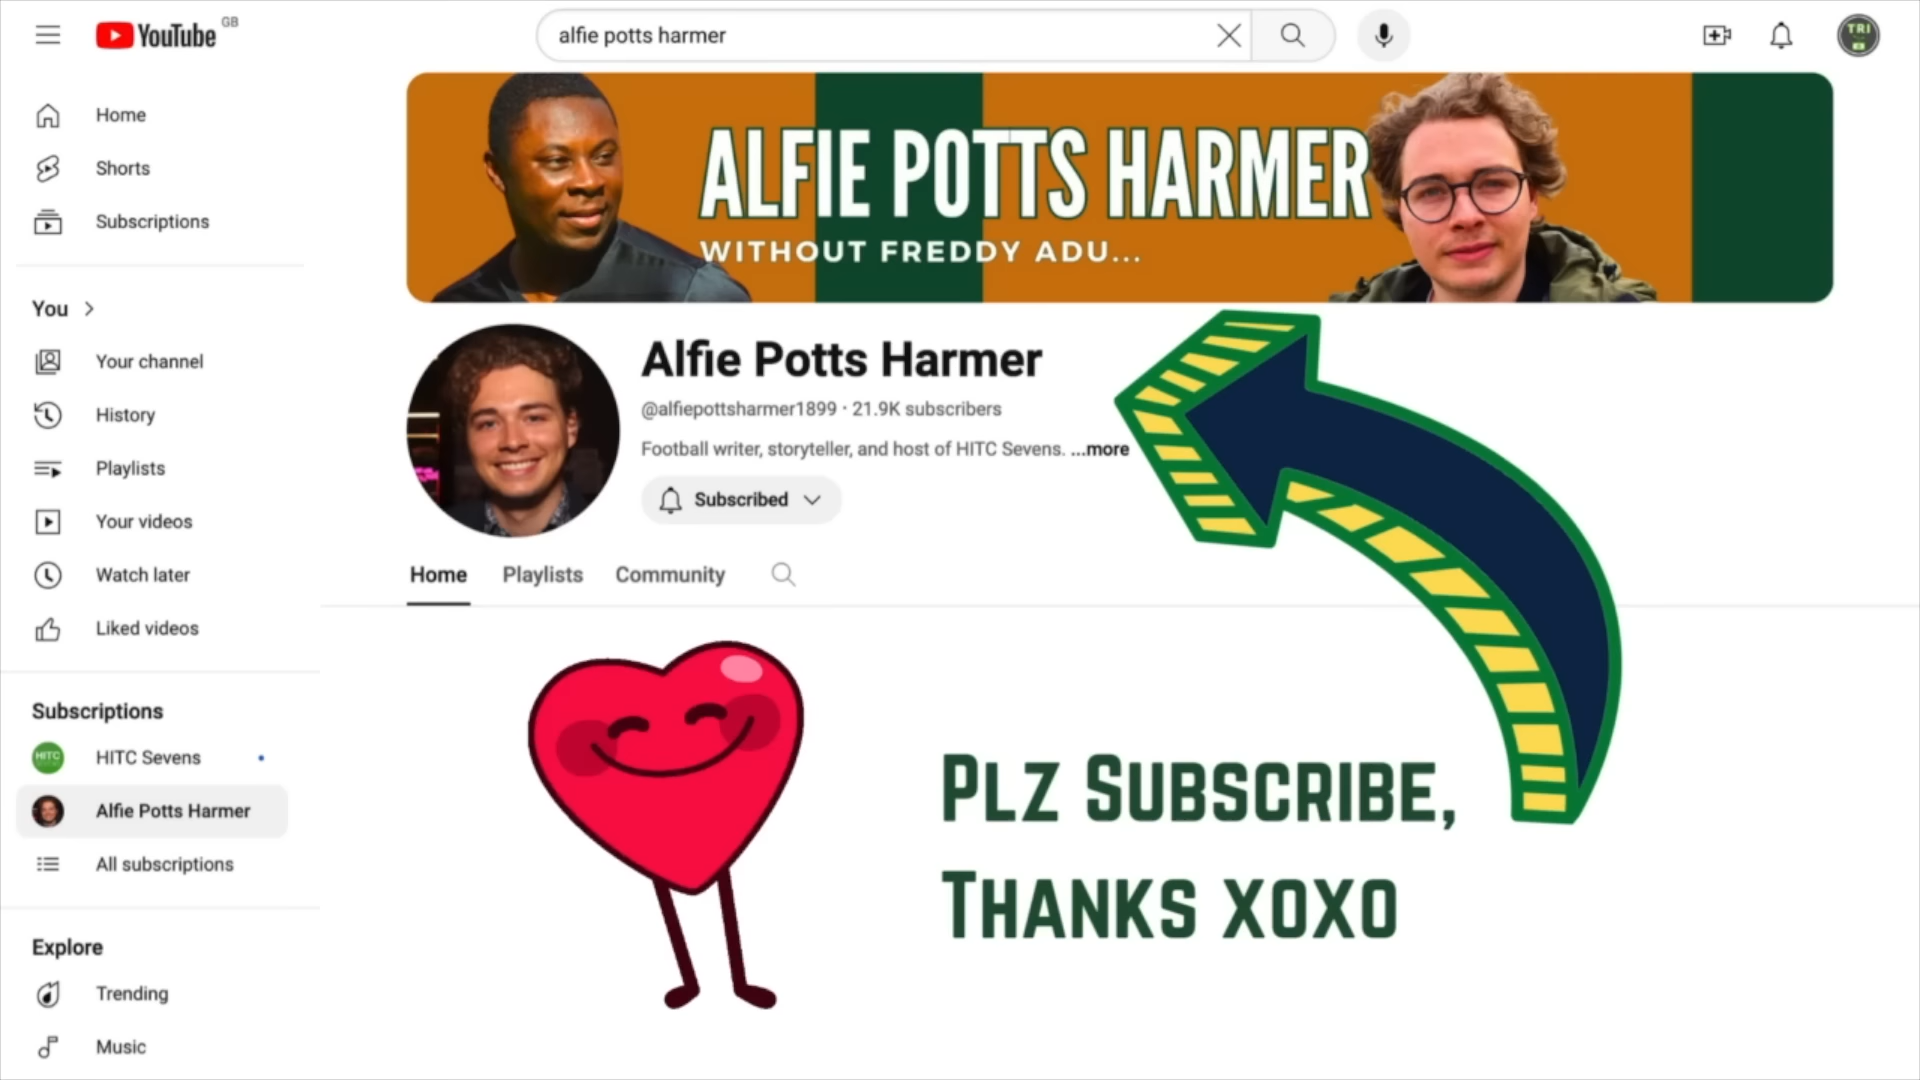 YouTube GB
alfie potts harmer
TRI
Home
Shorts
Subscriptions
You
Your channel
History
Playlists
Your videos
Watch later
Liked videos
Subscriptions
HITC HITC Sevens
Alfie Potts Harmer
All subscriptions
Explore
Trending
Music
ALFIE POTTS HARMER
WITHOUT FREDDY ADU...
Alfie Potts Harmer
@alfiepottsharmer1899 · 21.9K subscribers
Football writer, storyteller, and host of HITC Sevens. ...more
Subscribed
Home Playlists Community
PLZ SUBSCRIBE,
THANKS XOXO